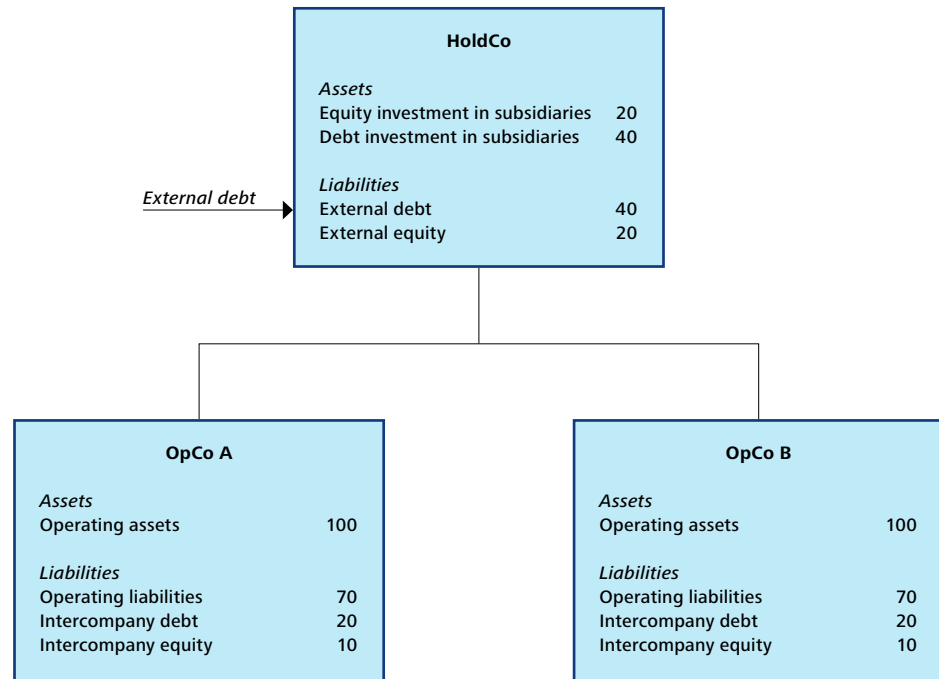 HoldCo
Assets
Equity investment in subsidiaries 20
Debt investment in subsidiaries 40
Liabilities
External debt 40
External equity 20
External debt
OpCo A
Assets
Operating assets 100
Liabilities
Operating liabilities 70
Intercompany debt 20
Intercompany equity 10
OpCo B
Assets
Operating assets 100
Liabilities
Operating liabilities 70
Intercompany debt 20
Intercompany equity 10